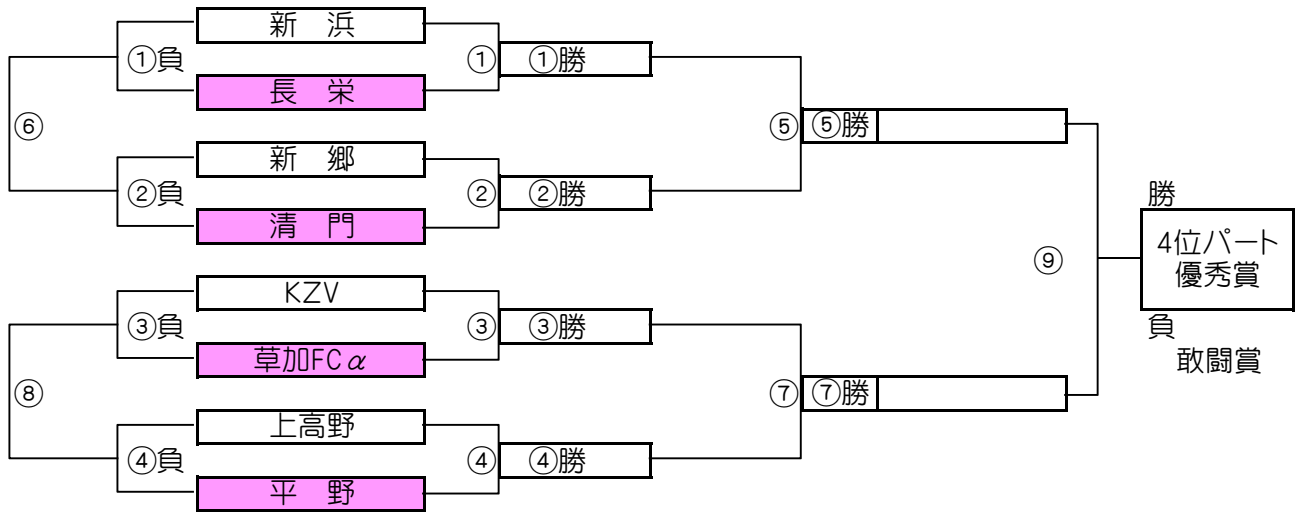 新　浜
①負
①
①勝
長　栄
⑥
⑤
⑤勝
新　郷
②負
②
②勝
清　門
勝
4位パート
優秀賞
⑨
負
敢闘賞
KZV
③負
③
③勝
草加FCα
⑧
⑦
⑦勝
上高野
④負
④
④勝
平　野